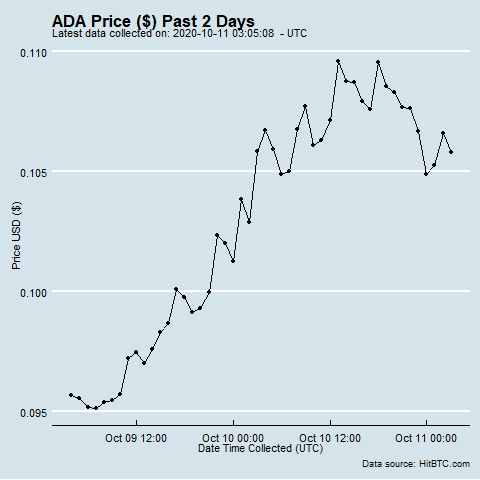 ADA Price ($) Past 2 Days
Latest data collected on: 2020-10-11 03:05:08 - UTC
0.110
0.105
0.100
0.095
Price USD ($)
Oct 09 12:00
Oct 10 00:00
Oct 10 12:00
Oct 11 00:00
Date Time Collected (UTC)
Data source: HitBTC.com